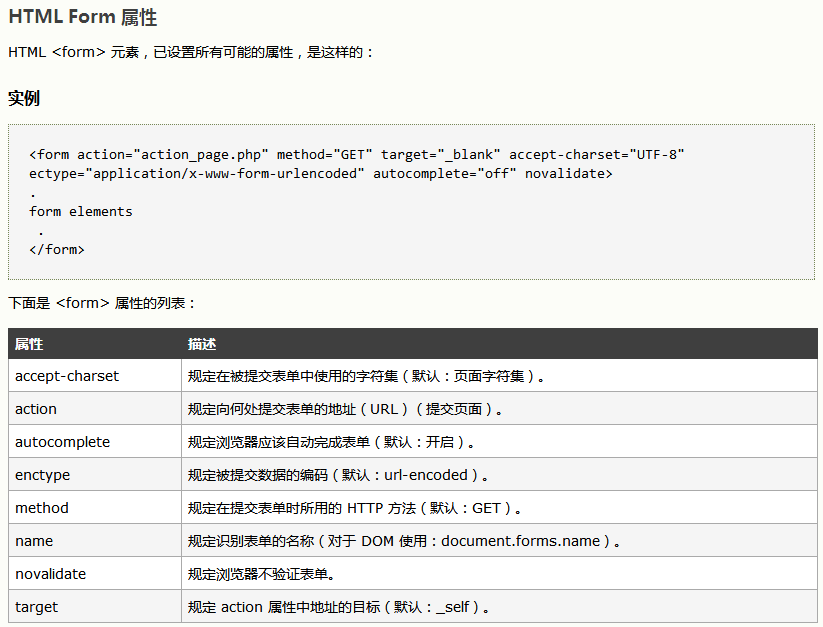 HTML Form 属性
HTML <form> 元素，已设置所有可能的属性，是这样的：
实例
<form action="action_page.php" method="GET" target="_blank" accept-charset="UTF-8"
ectype="application/x-www-form-urlencoded" autocomplete="off" novalidate>
.
form elements
.
</form>
下面是 <form> 属性的列表：
属性 描述
accept-charset 规定在被提交表单中使用的字符集（默认：页面字符集）。
action 规定向何处提交表单的地址（URL）（提交页面）。
autocomplete 规定浏览器应该自动完成表单（默认：开启）。
enctype 规定被提交数据的编码（默认：url-encoded）。
method 规定在提交表单时所用的 HTTP 方法（默认：GET）。
name 规定识别表单的名称（对于 DOM 使用：document.forms.name）。
novalidate 规定浏览器不验证表单。
target 规定 action 属性中地址的目标（默认：_self）。